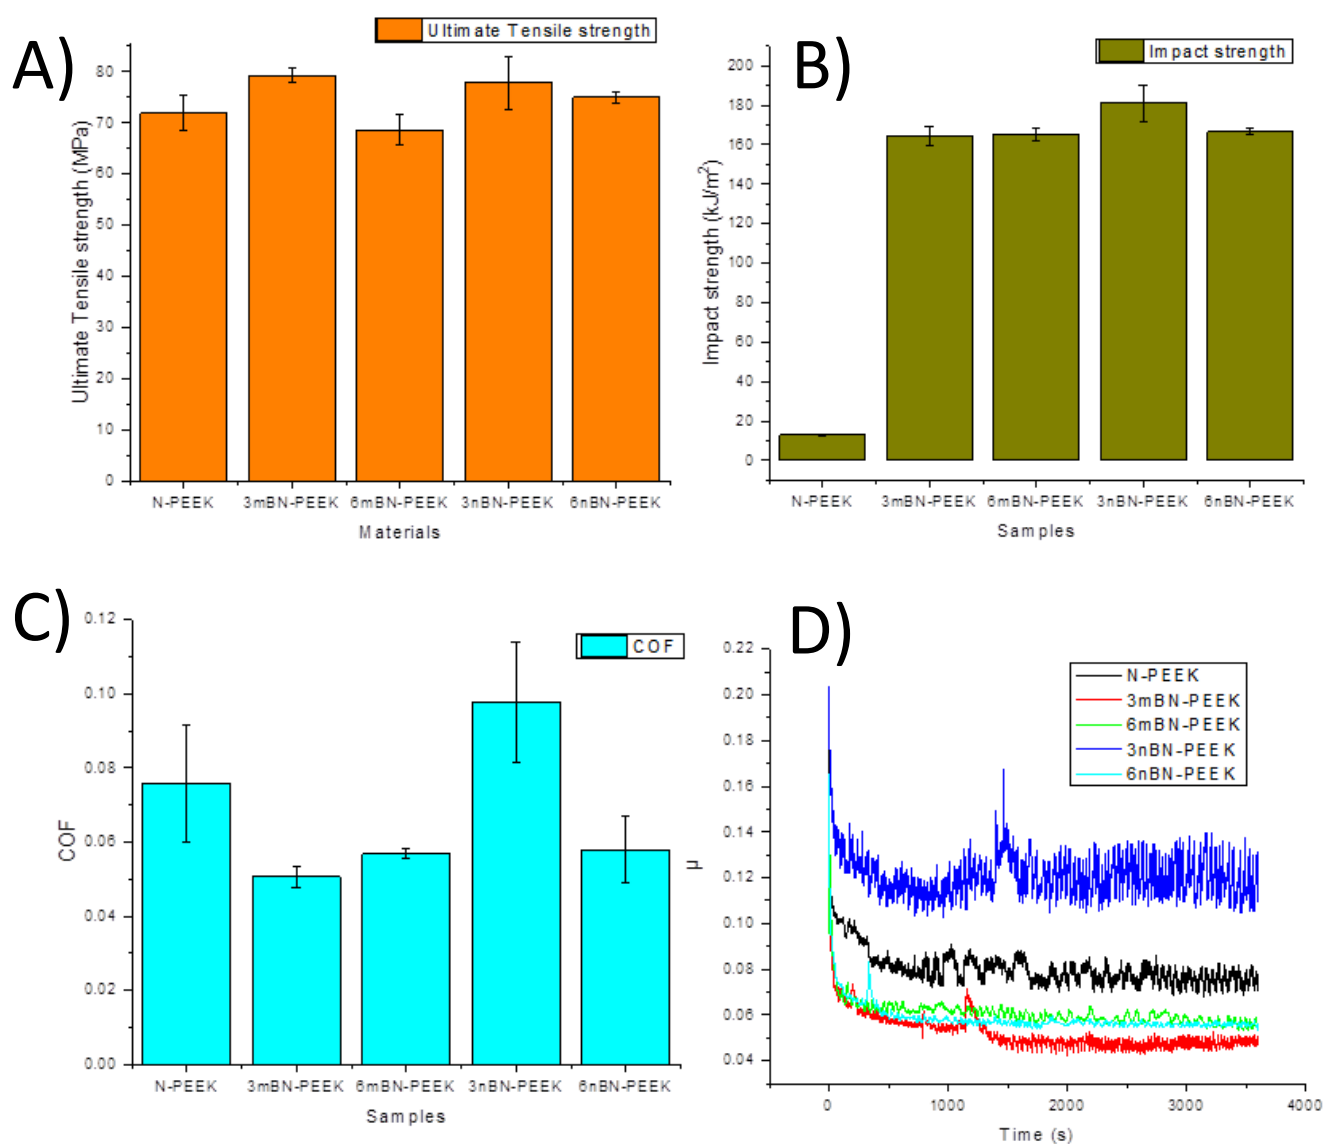 A)
Ultimate Tensile strength
Ultimate Tensile strength (MPa)
80
70
60
50
40
30
20
10
0
N-PEEK 3mBN-PEEK 6mBN-PEEK 3nBN-PEEK 6nBN-PEEK
Materials
B)
Impact strength
Impact strength (kJ/m²)
200
180
160
140
120
100
80
60
40
20
0
N-PEEK 3mBN-PEEK 6mBN-PEEK 3nBN-PEEK 6nBN-PEEK
Samples
C)
COF
COF
0.12
0.10
0.08
0.06
0.04
0.02
0.00
N-PEEK 3mBN-PEEK 6mBN-PEEK 3nBN-PEEK 6nBN-PEEK
Samples
D)
N-PEEK
3mBN-PEEK
6mBN-PEEK
3nBN-PEEK
6nBN-PEEK
µ
0.22
0.20
0.18
0.16
0.14
0.12
0.10
0.08
0.06
0.04
0 1000 2000 3000 4000
Time (s)